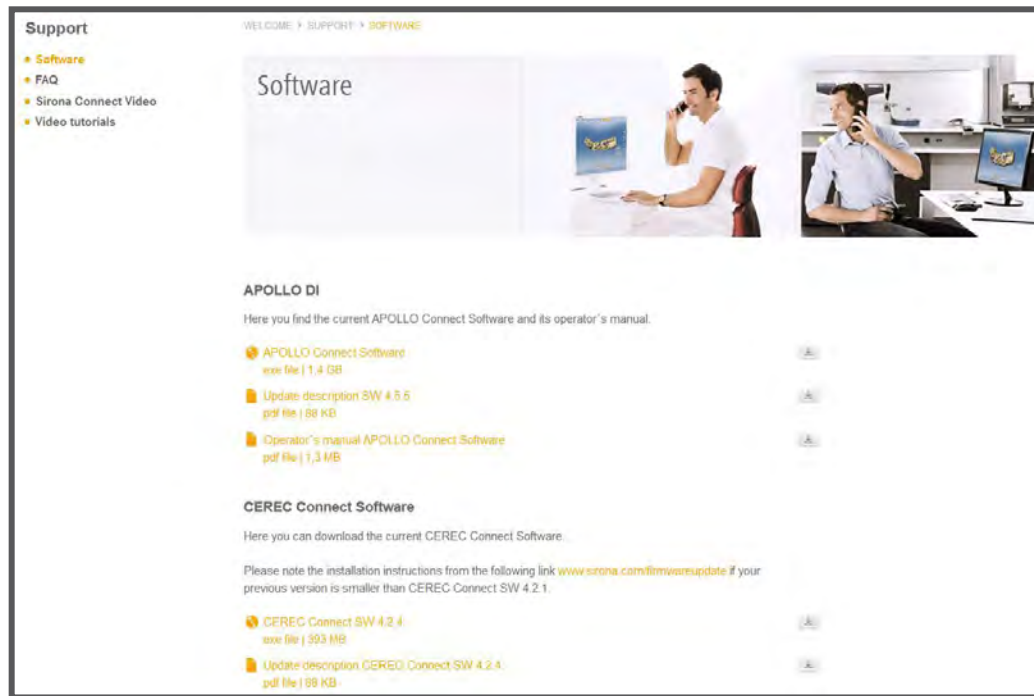 Support
WELCOME › SUPPORT › SOFTWARE
Software
FAQ
Sirona Connect Video
Video tutorials
Software
APOLLO DI
Here you find the current APOLLO Connect Software and its operator´s manual.
APOLLO Connect Software
exe file | 1,4 GB
Update description SW 4.5.5
pdf file | 88 KB
Operator´s manual APOLLO Connect Software
pdf file | 1,3 MB
CEREC Connect Software
Here you can download the current CEREC Connect Software.
Please note the installation instructions from the following link www.sirona.com/firmwareupdate if your
previous version is smaller than CEREC Connect SW 4.2.1.
CEREC Connect SW 4.2.4
exe file | 393 MB
Update description CEREC Connect SW 4.2.4
pdf file | 88 KB